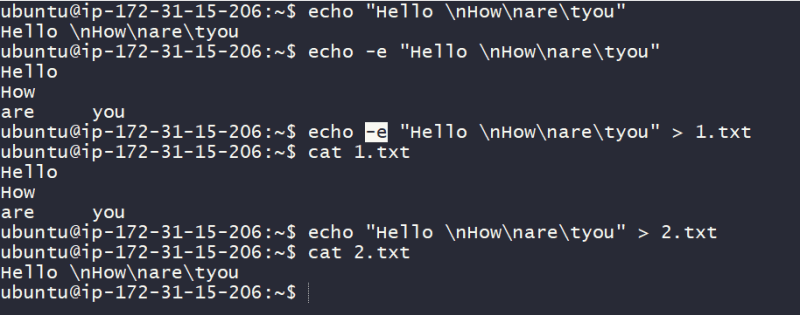 ubuntu@ip-172-31-15-206:~$ echo "Hello \nHow\nare\tyou"
Hello \nHow\nare\tyou
ubuntu@ip-172-31-15-206:~$ echo -e "Hello \nHow\nare\tyou"
Hello
How
are     you
ubuntu@ip-172-31-15-206:~$ echo -e "Hello \nHow\nare\tyou" > 1.txt
ubuntu@ip-172-31-15-206:~$ cat 1.txt
Hello
How
are     you
ubuntu@ip-172-31-15-206:~$ echo "Hello \nHow\nare\tyou" > 2.txt
ubuntu@ip-172-31-15-206:~$ cat 2.txt
Hello \nHow\nare\tyou
ubuntu@ip-172-31-15-206:~$